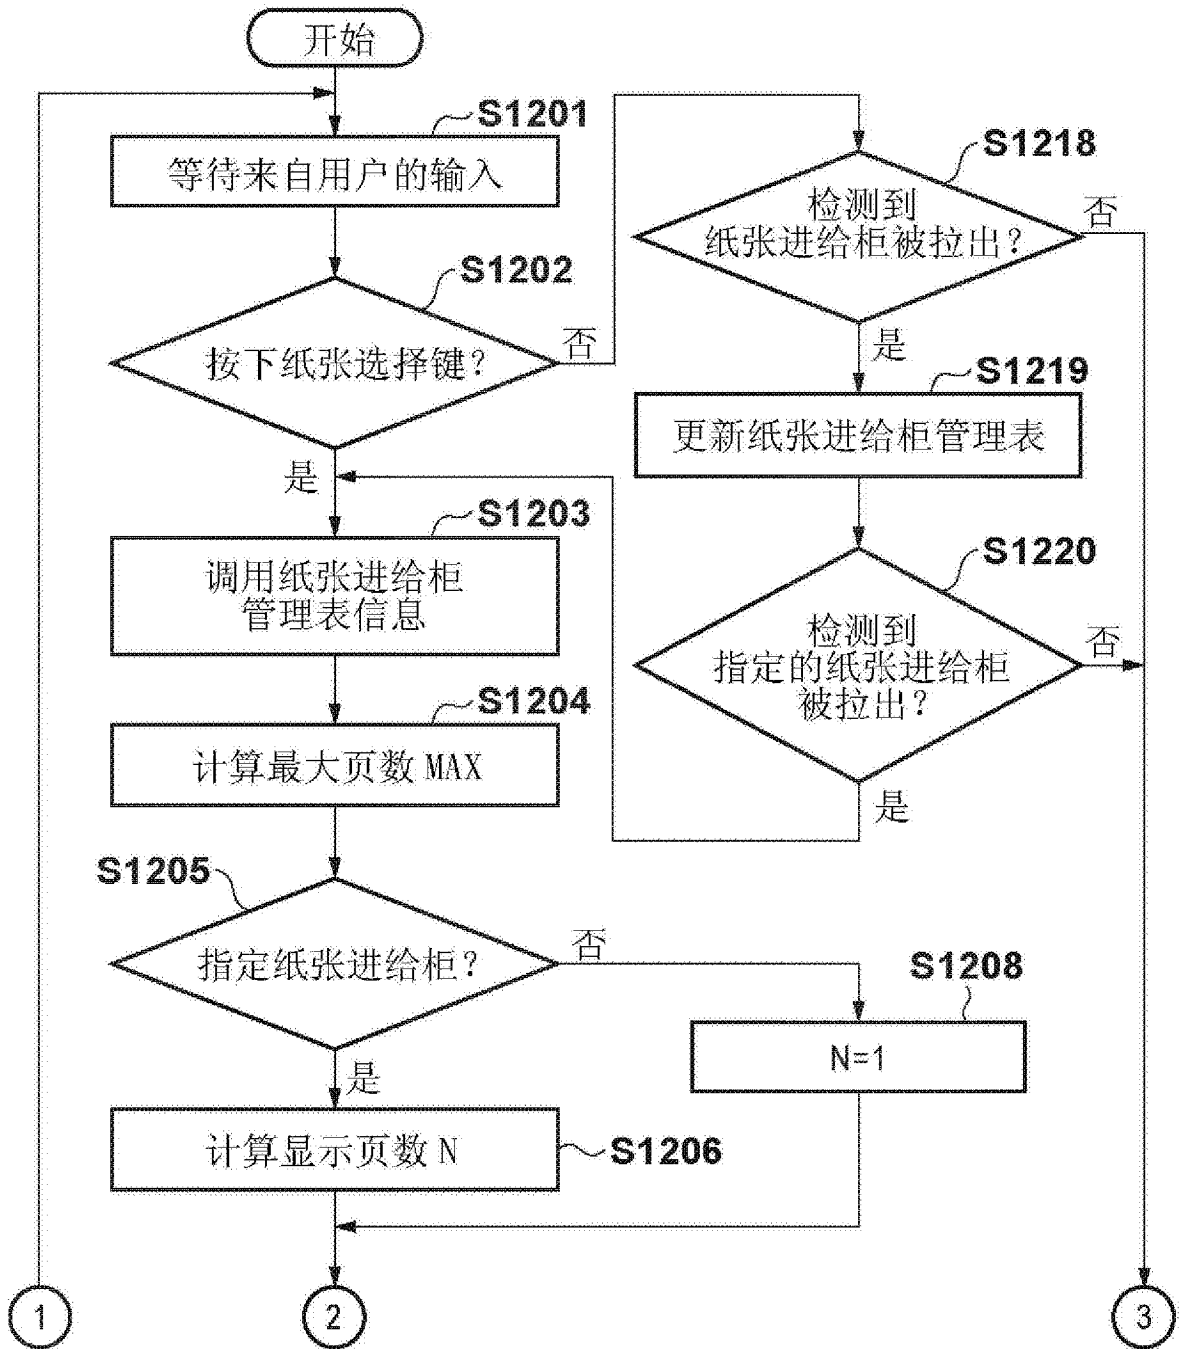 开始
S1201
等待来自用户的输入
S1202
按下纸张选择键？
否
是
S1203
调用纸张进给柜
管理表信息
S1204
计算最大页数 MAX
S1205
指定纸张进给柜？
否
是
S1208
N=1
计算显示页数 N
S1206
S1218
检测到
纸张进给柜被拉出？
否
是
S1219
更新纸张进给柜管理表
S1220
检测到
指定的纸张进给柜
被拉出？
否
是
1
2
3